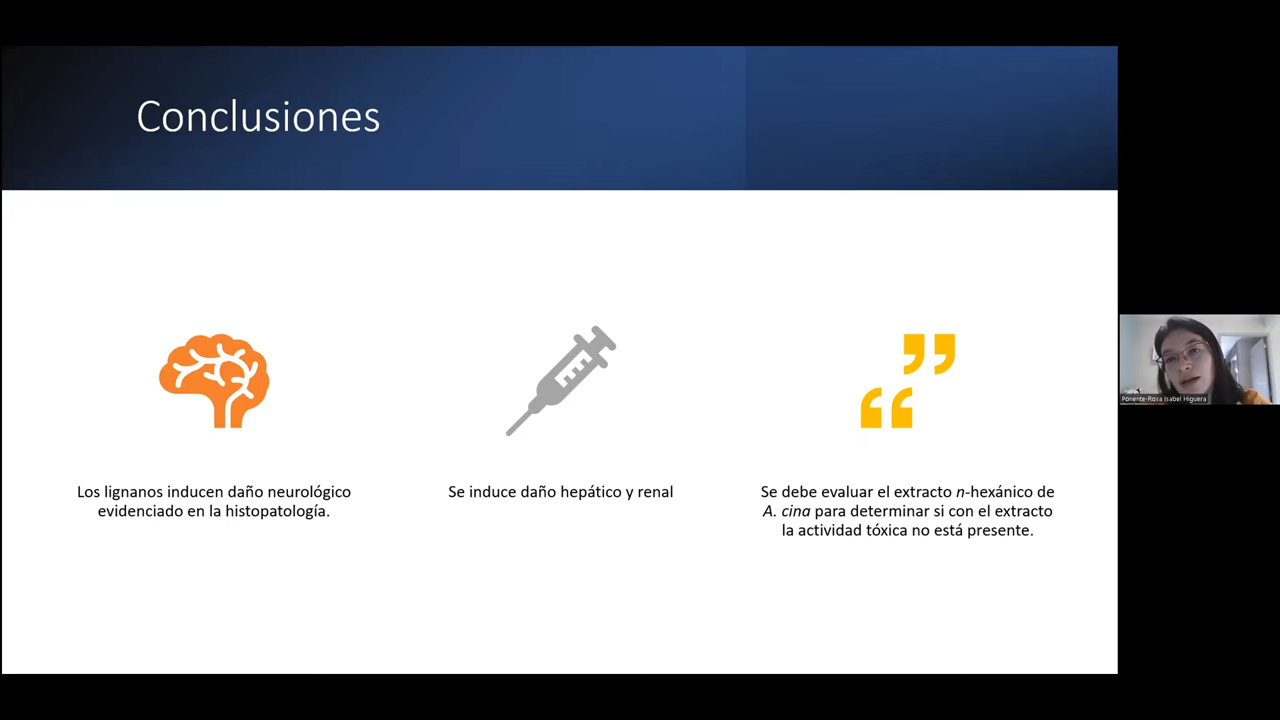 Conclusiones
Los lignanos inducen daño neurológico
evidenciado en la histopatología.
Se induce daño hepático y renal
Se debe evaluar el extracto n-hexánico de
A. cina para determinar si con el extracto
la actividad tóxica no está presente.
Ponente-Rosa Isabel Higuera